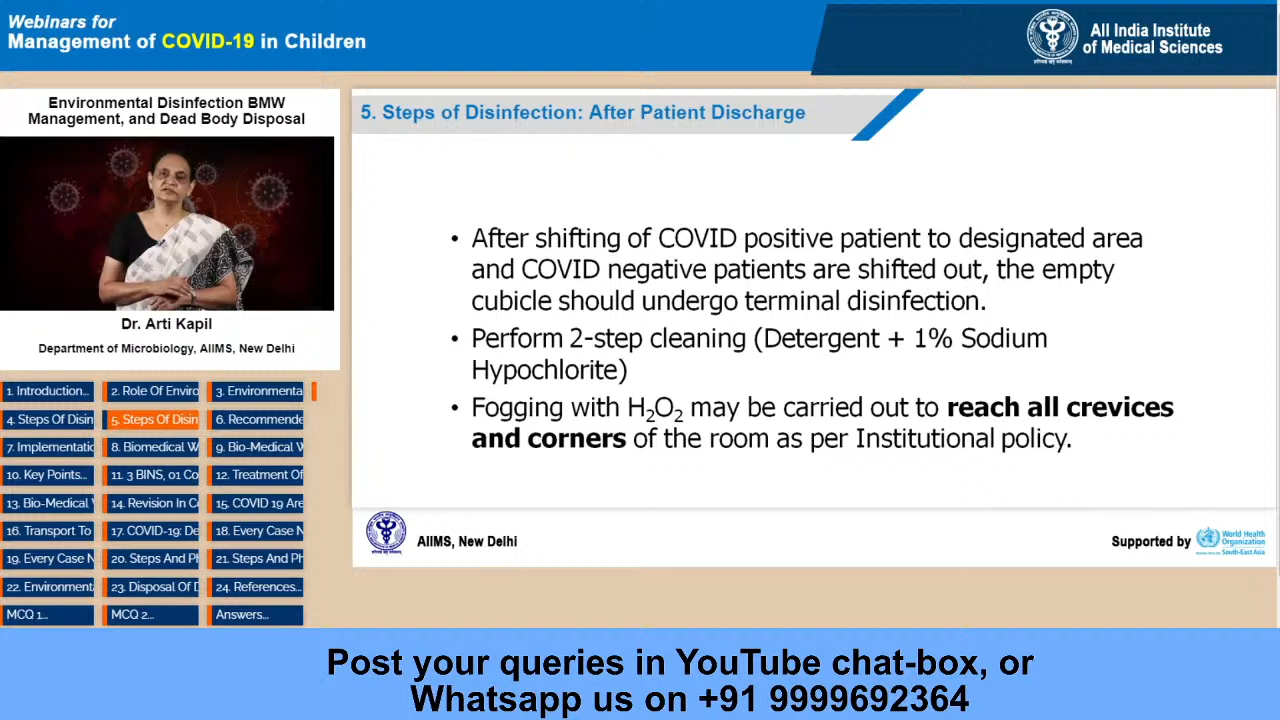 Webinars for
Management of COVID-19 in Children
All India Institute
of Medical Sciences
Environmental Disinfection BMW
Management, and Dead Body Disposal
Dr. Arti Kapil
Department of Microbiology, AIIMS, New Delhi
1. Introduction...
2. Role Of Enviro
3. Environmenta
4. Steps Of Disin
5. Steps Of Disin
6. Recommende
7. Implementatio
8. Biomedical W
9. Bio-Medical W
10. Key Points...
11. 3 BINS, 01 Co
12. Treatment Of
13. Bio-Medical W
14. Revision In Co
15. COVID 19 Are
16. Transport To
17. COVID-19: De
18. Every Case N
19. Every Case N
20. Steps And Ph
21. Steps And Ph
22. Environmenta
23. Disposal Of D
24. References...
MCQ 1...
MCQ 2...
Answers...
5. Steps of Disinfection: After Patient Discharge
• After shifting of COVID positive patient to designated area
and COVID negative patients are shifted out, the empty
cubicle should undergo terminal disinfection.
• Perform 2-step cleaning (Detergent + 1% Sodium
Hypochlorite)
• Fogging with H₂O₂ may be carried out to reach all crevices
and corners of the room as per Institutional policy.
AIIMS, New Delhi
Supported by
World Health
Organization
South-East Asia
Post your queries in YouTube chat-box, or
Whatsapp us on +91 9999692364